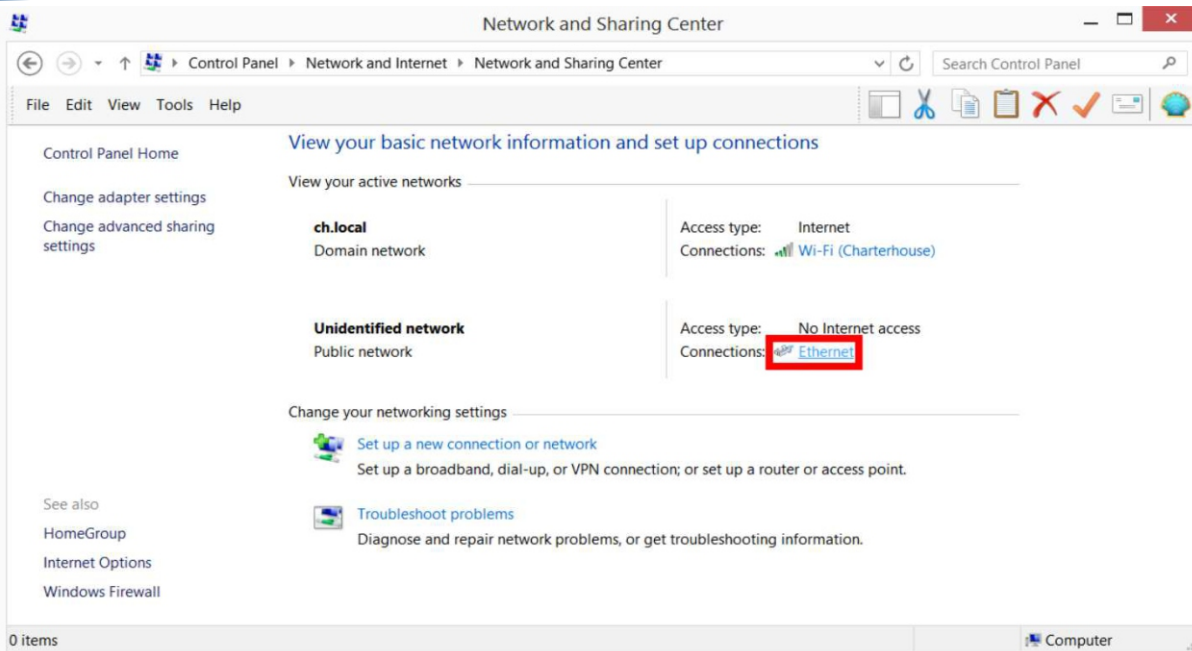 Network and Sharing Center
Control Panel Network and Internet Network and Sharing Center
Search Control Panel
File Edit View Tools Help
Control Panel Home
Change adapter settings
Change advanced sharing
settings
View your basic network information and set up connections
View your active networks
ch.local
Domain network
Access type: Internet
Connections: Wi-Fi (Charterhouse)
Unidentified network
Public network
Access type: No Internet access
Connections: Ethernet
Change your networking settings
Set up a new connection or network
Set up a broadband, dial-up, or VPN connection; or set up a router or access point.
Troubleshoot problems
Diagnose and repair network problems, or get troubleshooting information.
See also
HomeGroup
Internet Options
Windows Firewall
0 items
Computer